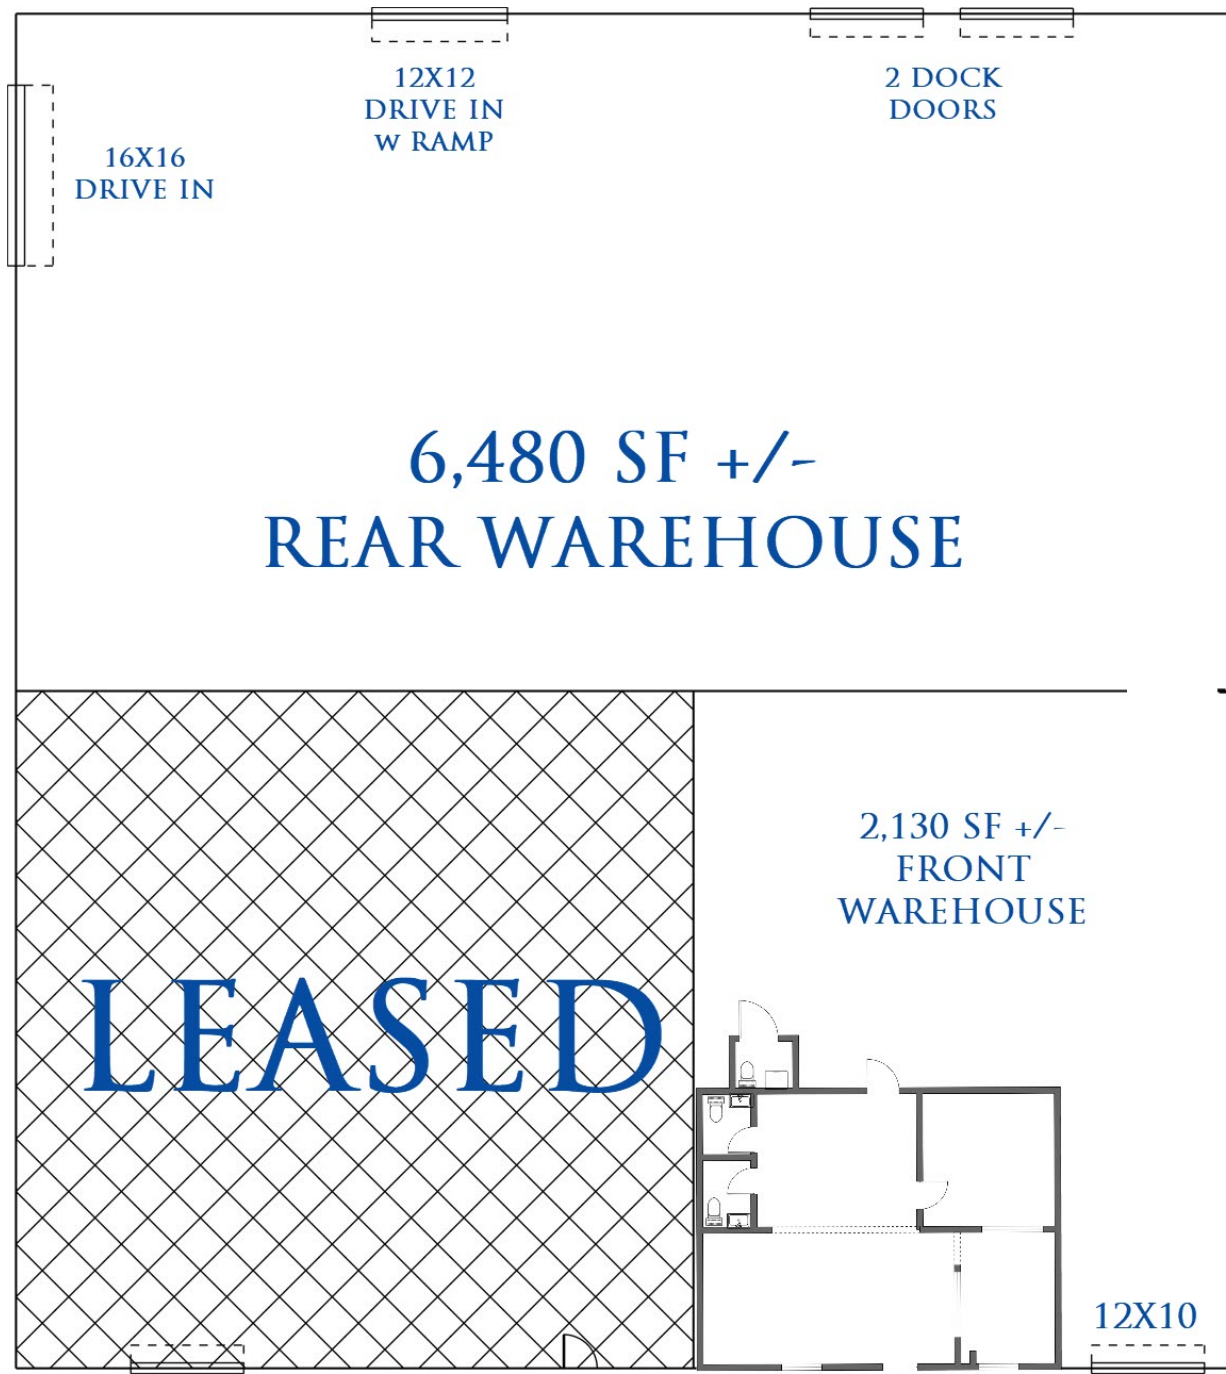 12X12
DRIVE IN
w RAMP
2 DOCK
DOORS
16X16
DRIVE IN
6,480 SF +/-
REAR WAREHOUSE
2,130 SF +/-
FRONT
WAREHOUSE
LEASED
12X10